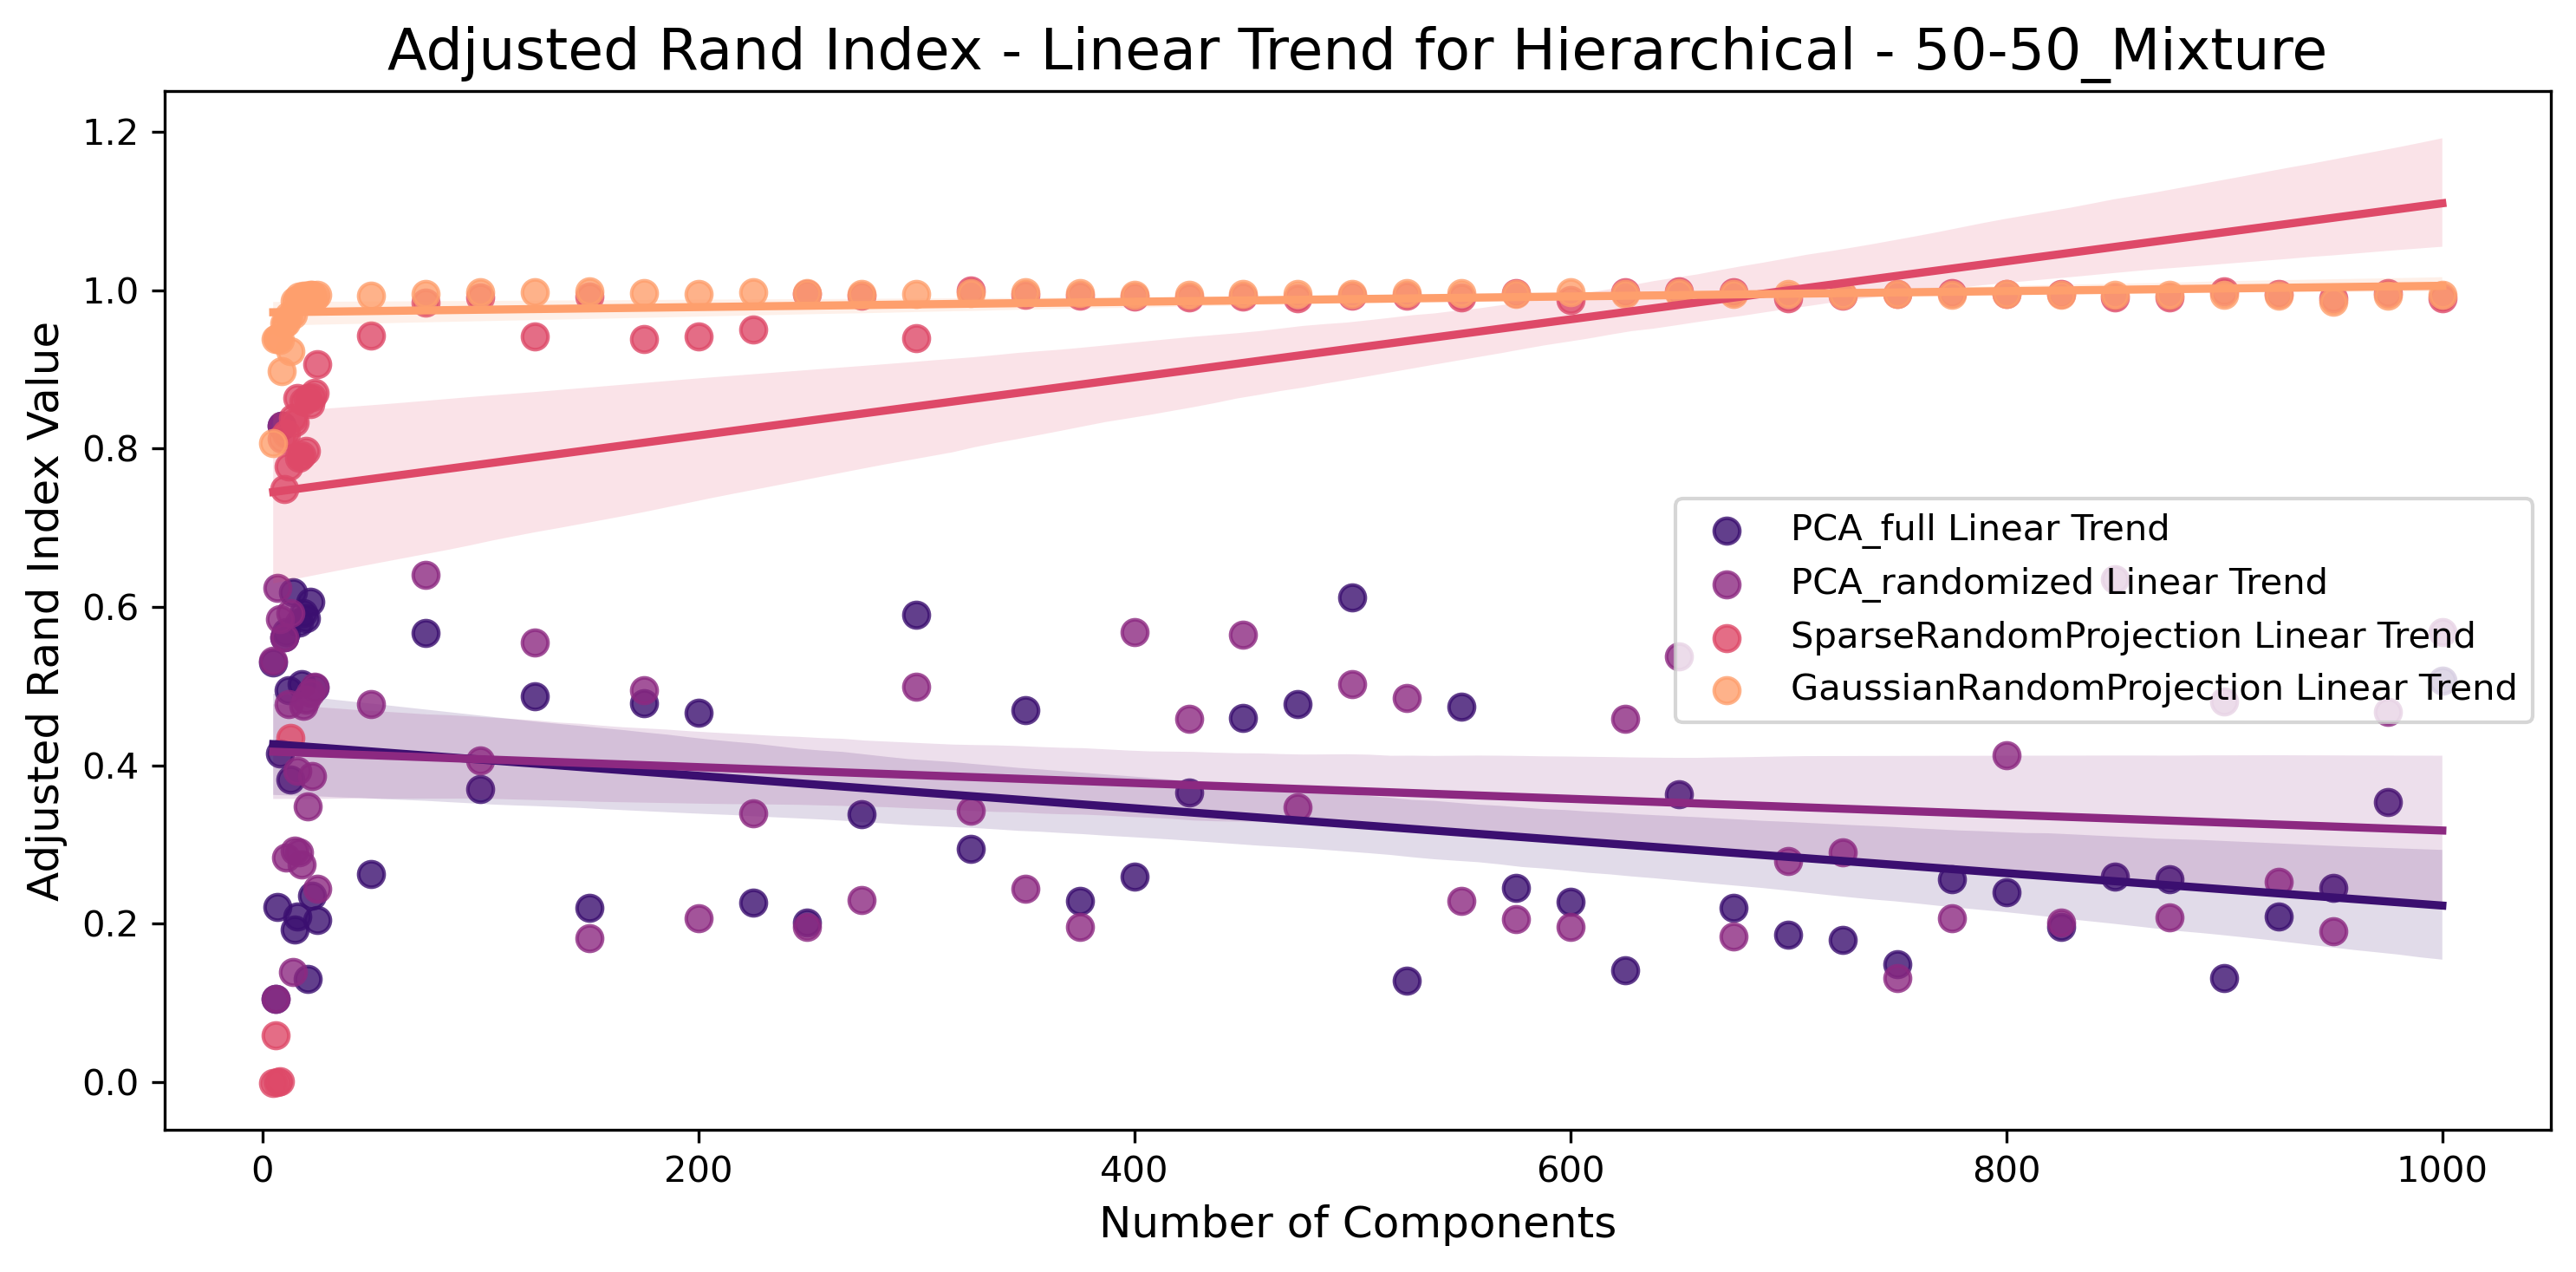 Adjusted Rand Index - Linear Trend for Hierarchical - 50-50_Mixture
Adjusted Rand Index Value
1.2
1.0
0.8
0.6
0.4
0.2
0.0
PCA_full Linear Trend
PCA_randomized Linear Trend
SparseRandomProjection Linear Trend
GaussianRandomProjection Linear Trend
0
200
400
600
800
1000
Number of Components